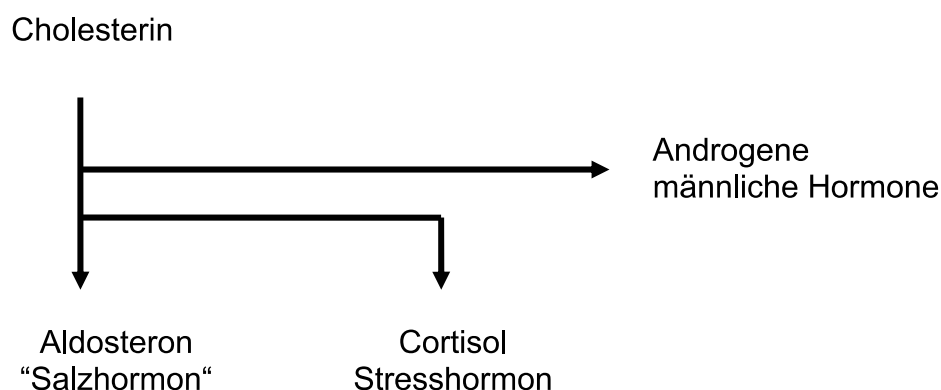 Cholesterin
Androgene
männliche Hormone
Aldosteron
“Salzhormon“
Cortisol
Stresshormon